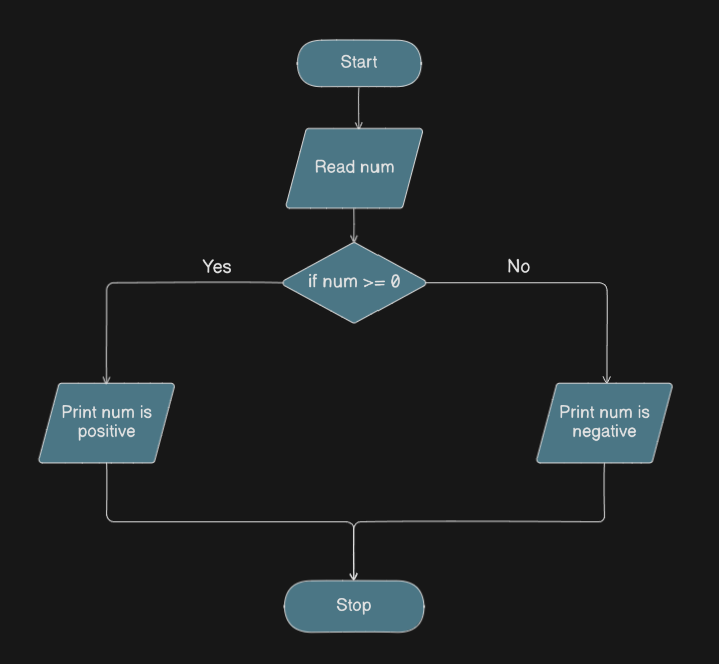 Start
Read num
Yes
No
if num >= 0
Print num is
positive
Print num is
negative
Stop